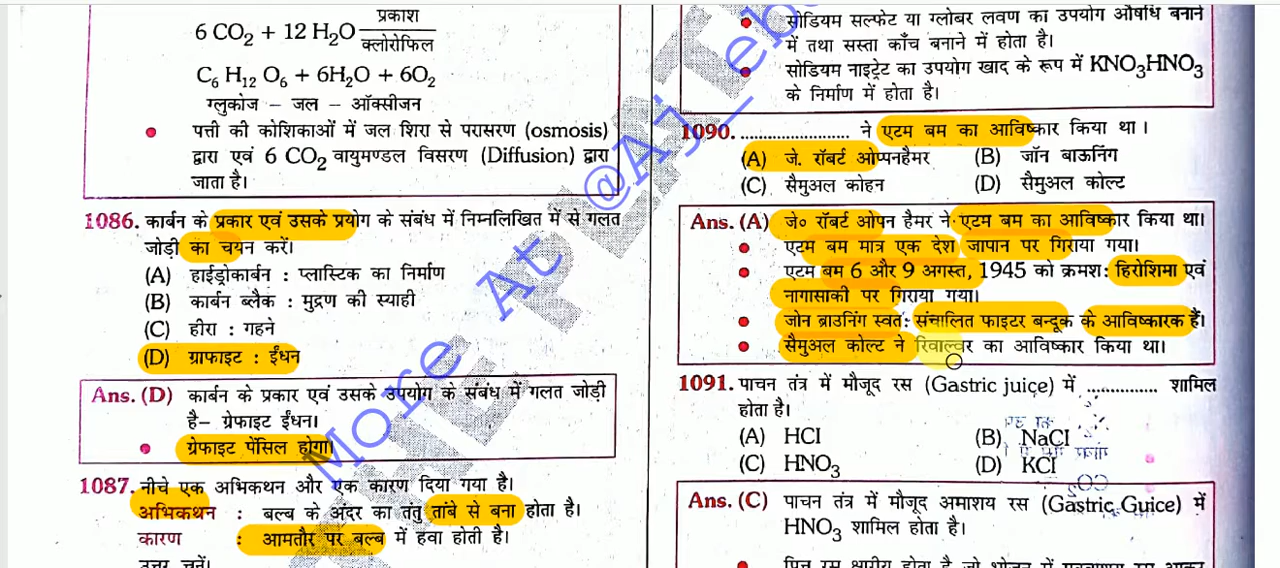 प्रकाश
6 CO₂ + 12 H₂O
क्लोरोफिल
C₆ H₁₂ O₆ + 6H₂O + 6O₂
ग्लुकोज – जल – ऑक्सीजन
• पत्ती की कोशिकाओं में जल शिरा से परासरण (osmosis)
द्वारा एवं 6 CO₂ वायुमण्डल विसरण (Diffusion) द्वारा
जाता है।
1086. कार्बन के प्रकार एवं उसके प्रयोग के संबंध में निम्नलिखित में से गलत
जोड़ी का चयन करें।
(A) हाईड्रोकार्बन : प्लास्टिक का निर्माण
(B) कार्बन ब्लैक : मुद्रण की स्याही
(C) हीरा : गहने
(D) ग्राफाइट : ईंधन
Ans. (D) कार्बन के प्रकार एवं उसके उपयोग के संबंध में गलत जोड़ी
है– ग्रेफाइट ईंधन।
• ग्रेफाइट पेंसिल होगा।
1087. नीचे एक अभिकथन और एक कारण दिया गया है।
अभिकथन : बल्ब के अंदर का तंतु तांबे से बना होता है।
कारण : आमतौर पर बल्ब में हवा होती है।
उत्तर चुनें।
• सोडियम सल्फेट या ग्लोबर लवण का उपयोग औषधि बनाने
में तथा सस्ता काँच बनाने में होता है।
• सोडियम नाइट्रेट का उपयोग खाद के रूप में KNO₃HNO₃
के निर्माण में होता है।
1090. ........................ ने एटम बम का आविष्कार किया था।
(A) जे. रॉबर्ट ओप्पनहैमर (B) जॉन बाऊनिंग
(C) सैमुअल कोहन (D) सैमुअल कोल्ट
Ans. (A) जे० रॉबर्ट ओपन हैमर ने एटम बम का आविष्कार किया था।
• एटम बम मात्र एक देश जापान पर गिराया गया।
• एटम बम 6 और 9 अगस्त, 1945 को क्रमश: हिरोशिमा एवं
नागासाकी पर गिराया गया।
• जोन ब्राउनिंग स्वत: संचालित फाइटर बन्दूक के आविष्कारक हैं।
• सैमुअल कोल्ट ने रिवाल्वर का आविष्कार किया था।
1091. पाचन तंत्र में मौजूद रस (Gastric juice) में ............... शामिल
होता है।
(A) HCl (B) NaCl
(C) HNO₃ (D) KCl
Ans. (C) पाचन तंत्र में मौजूद अमाशय रस (Gastric Guice) में
HNO₃ शामिल होता है।
More At @Aj_eb